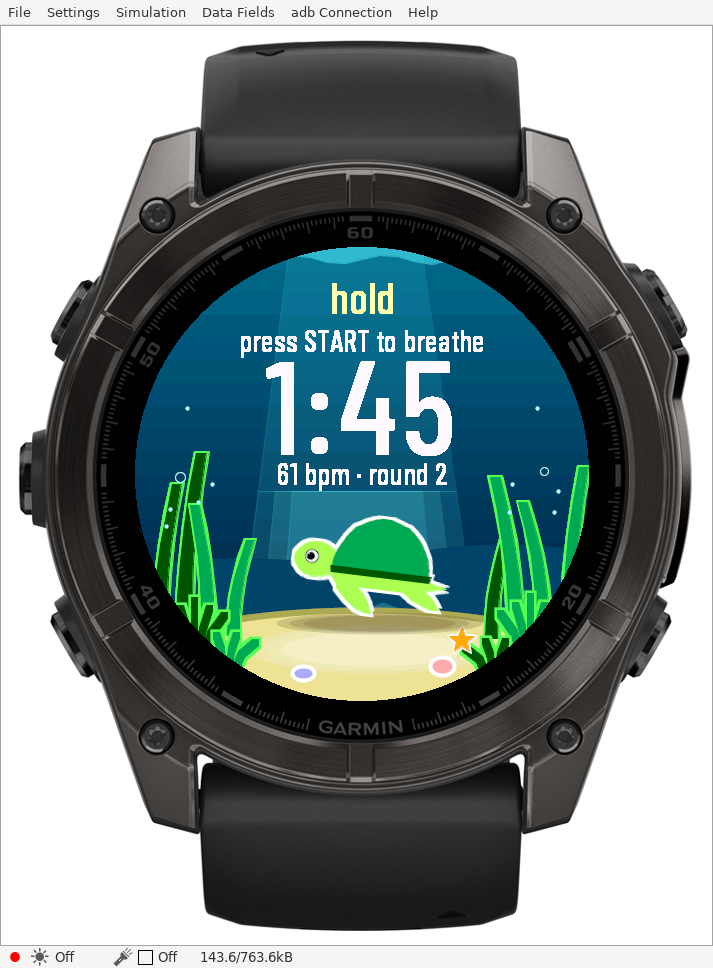 File Settings Simulation Data Fields adb Connection Help
60
hold
press START to breathe
50
1:45
61 bpm · round 2
40
20
GARMIN
Off Off 143.6/763.6kB